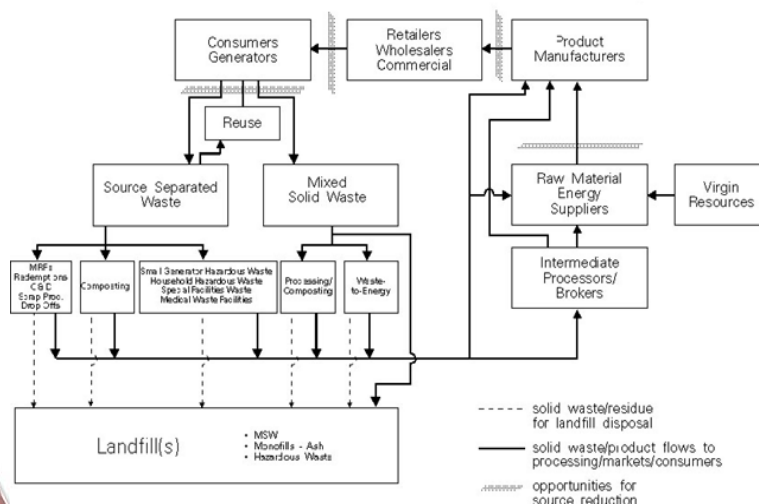 Consumers
Generators
Retailers
Wholesalers
Commercial
Product
Manufacturers
Reuse
Source Separated
Waste
Mixed
Solid Waste
Raw Material
Energy
Suppliers
Virgin
Resources
MRFs
Redemptions
C&D
Scrap Proc.
Drop Offs
Composting
Small Generator Hazardous Waste
Household Hazardous Waste
Special Facilities Waste
Medical Waste Facilities
Processing/
Composting
Waste-
to-Energy
Intermediate
Processors/
Brokers
Landfill(s)
• MSW
• Monofills - Ash
• Hazardous Waste
solid waste/residue
for landfill disposal
solid waste/product flows to
processing/markets/consumers
opportunities for
source reduction